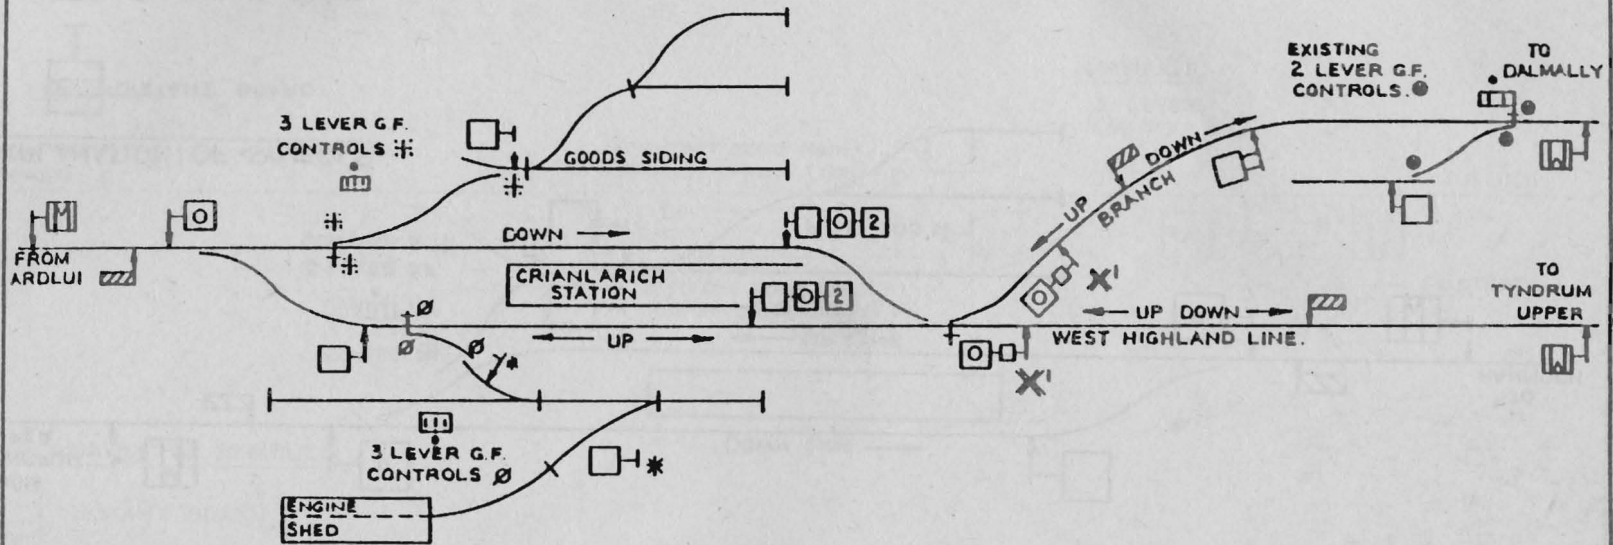 EXISTING
2 LEVER G.F.
CONTROLS.
TO
DALMALLY
3 LEVER G.F.
CONTROLS
GOODS SIDING
DOWN
UP
BRANCH
M
O
DOWN
O 2
FROM
ARDLUI
CRIANLARICH
STATION
O 2
O
X'
TO
TYNDRUM
UPPER
W
UP DOWN
UP
WEST HIGHLAND LINE.
O
X'
W
Ø
Ø
Ø
3 LEVER G.F.
CONTROLS Ø
ENGINE
SHED